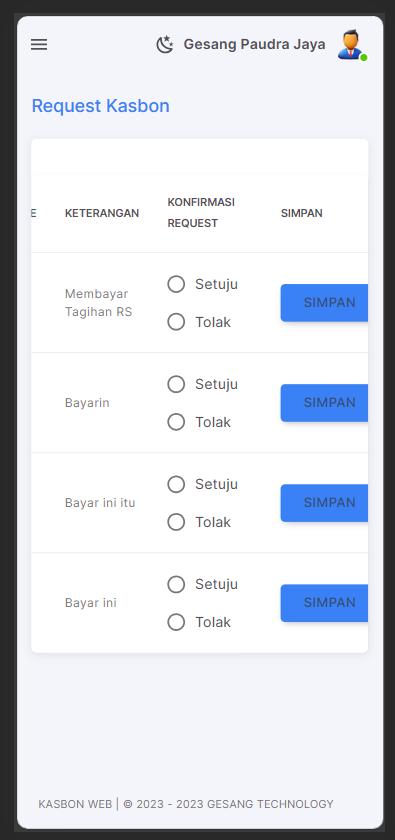 Gesang Paudra Jaya
Request Kasbon
E KETERANGAN KONFIRMASI REQUEST SIMPAN
Membayar Tagihan RS
Setuju
Tolak
SIMPAN
Bayarin
Setuju
Tolak
SIMPAN
Bayar ini itu
Setuju
Tolak
SIMPAN
Bayar ini
Setuju
Tolak
SIMPAN
KASBON WEB | © 2023 - 2023 GESANG TECHNOLOGY